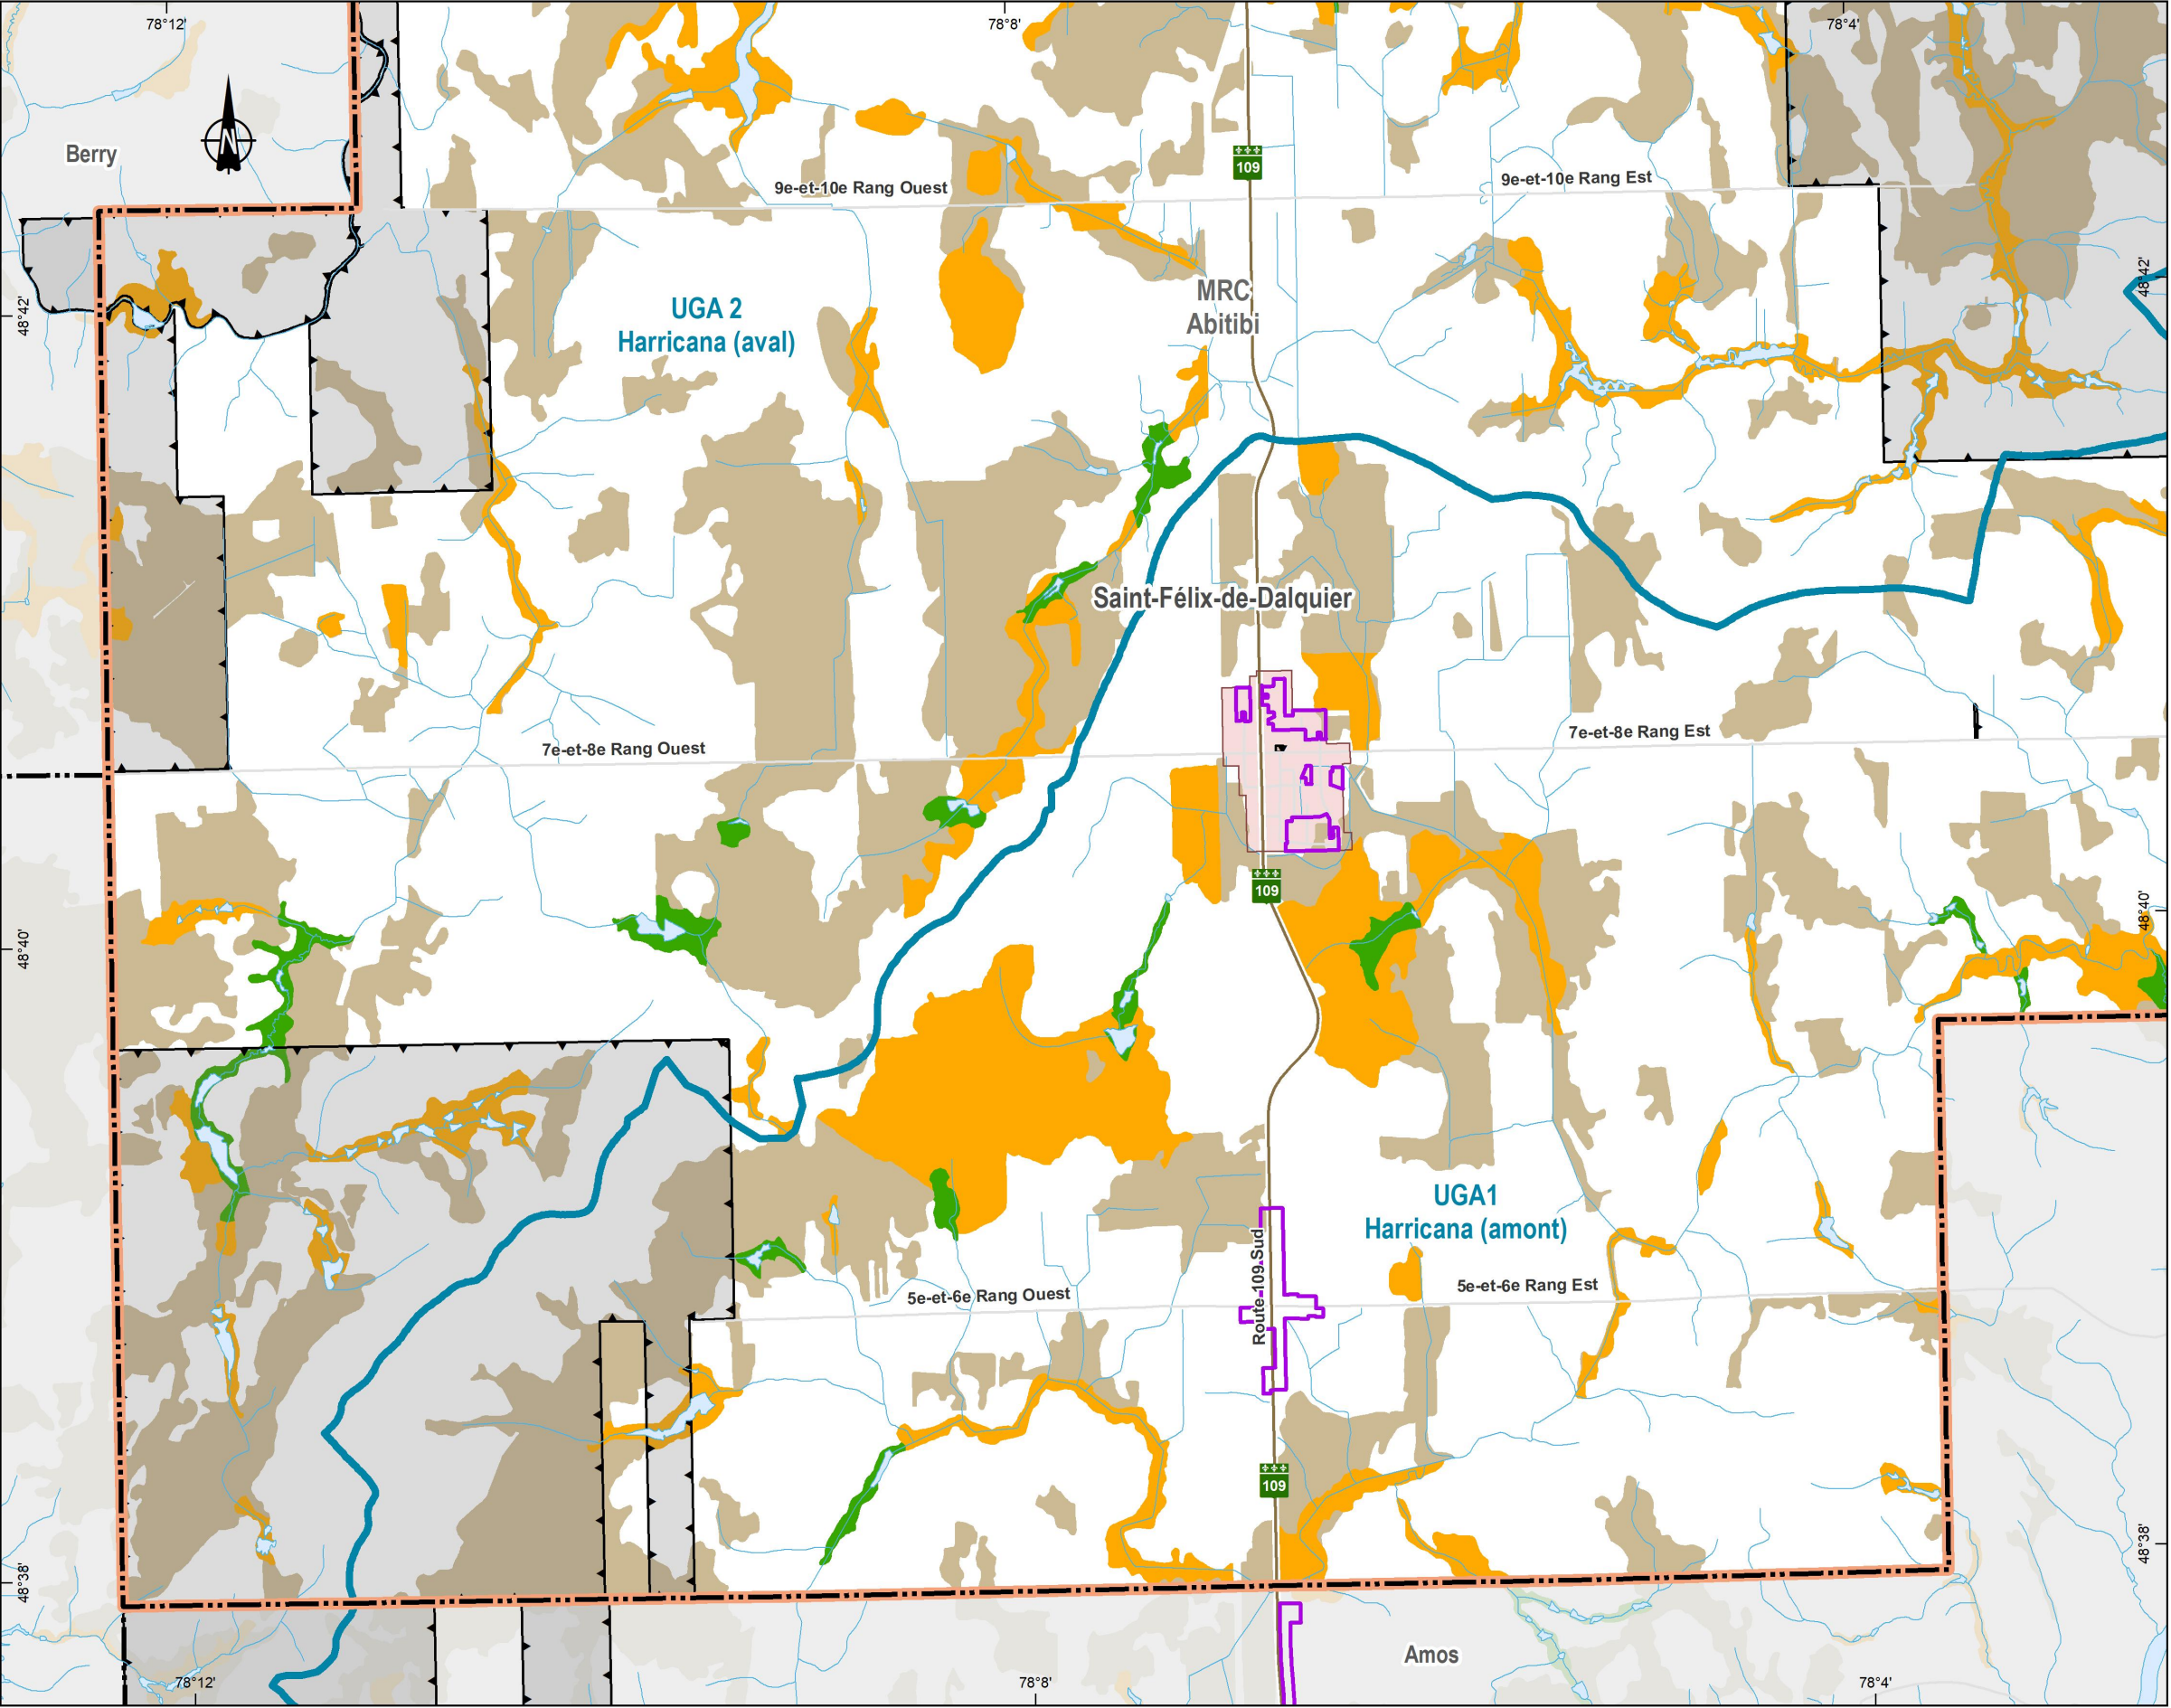 78°12'
78°8'
78°4'
N
Berry
109
9e-et-10e Rang Ouest
9e-et-10e Rang Est
48°42'
48°42'
MRC
Abitibi
UGA 2
Harricana (aval)
Saint-Félix-de-Dalquier
7e-et-8e Rang Ouest
7e-et-8e Rang Est
109
48°40'
48°40'
UGA1
Harricana (amont)
Route-109-Sud
5e-et-6e Rang Ouest
5e-et-6e Rang Est
109
48°38'
48°38'
Amos
78°12'
78°8'
78°4'